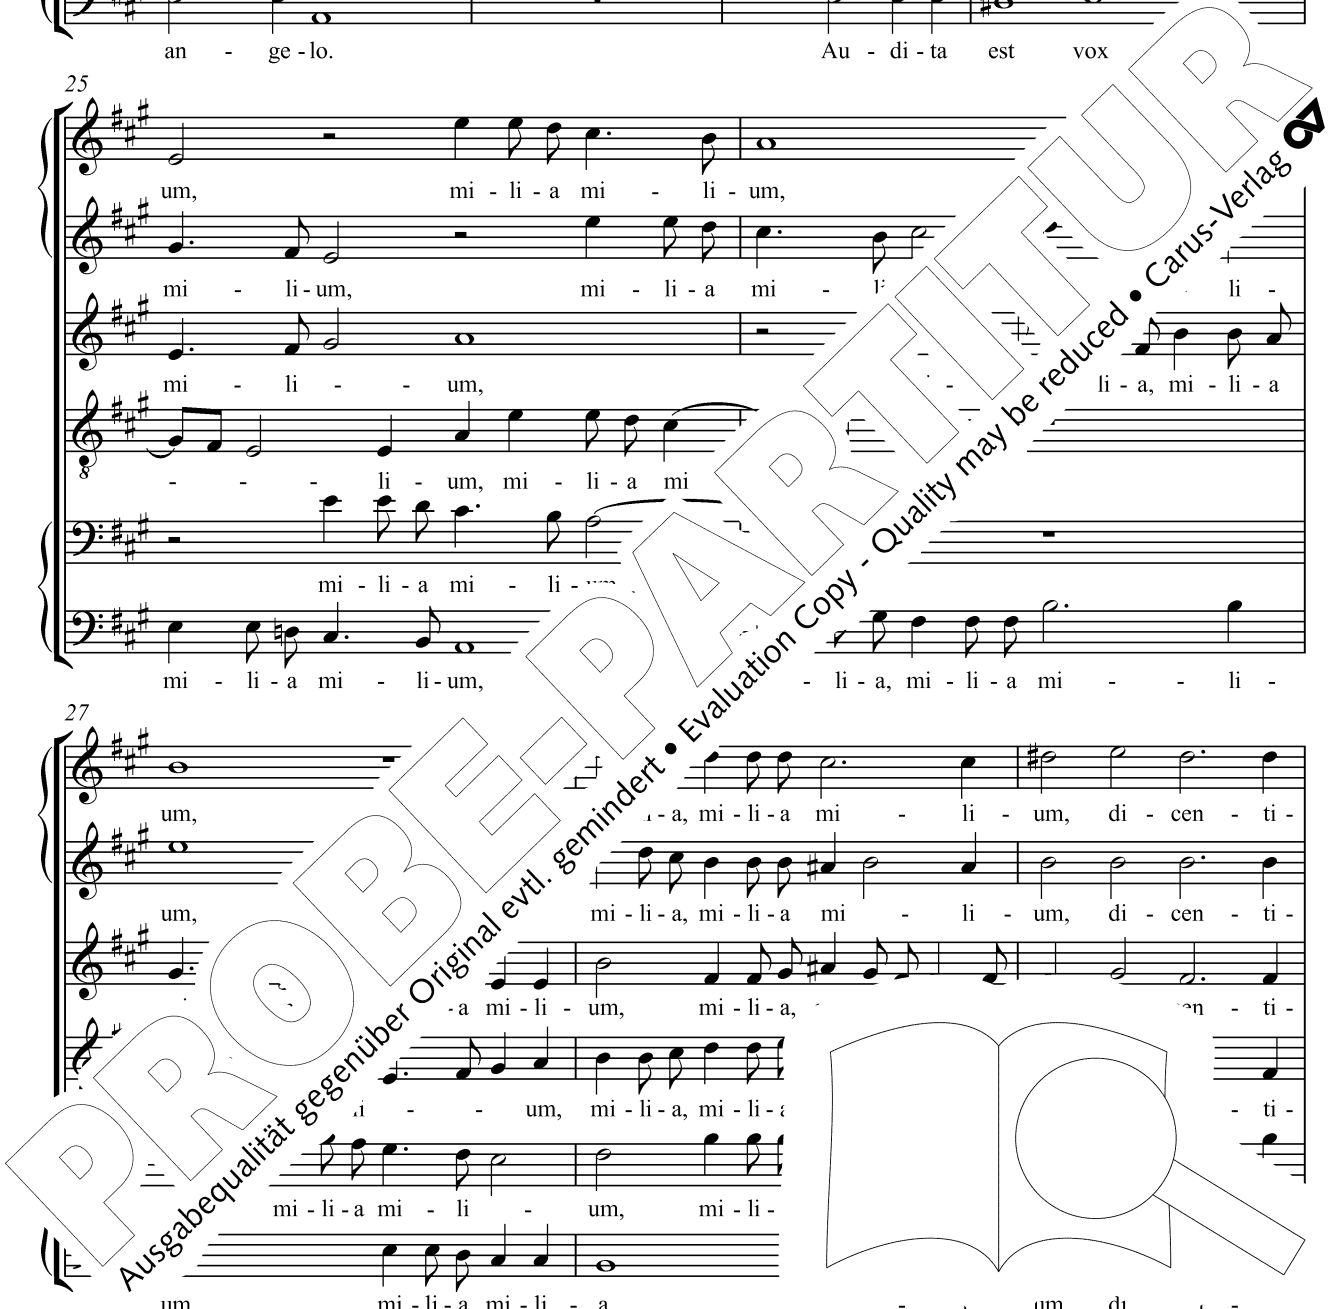 an - ge - lo. Au - di - ta est vox
25
um, mi - li - a mi - li - um,
mi - li - um, mi - li - a mi - li -
mi - li - - um, - li - a, mi - li - a
- - - li - um, mi - li - a mi
mi - li - a mi - li -
mi - li - a mi - li - um, - li - a, mi - li - a mi - - li -
27
um, a, mi - li - a mi - li - um, di - cen - ti -
um, mi - li - a, mi - li - a mi - li - um, di - cen - ti -
- a mi - li - um, mi - li - a, ti -
- - um, mi - li - a, mi - li - - ti -
mi - li - a mi - li - um, mi - li -
um mi - li - a mi - li - a - um di -
PROBE-PARTITUR
Ausgabequalität gegenüber Original evtl. gemindert • Evaluation Copy - Quality may be reduced • Carus-Verlag